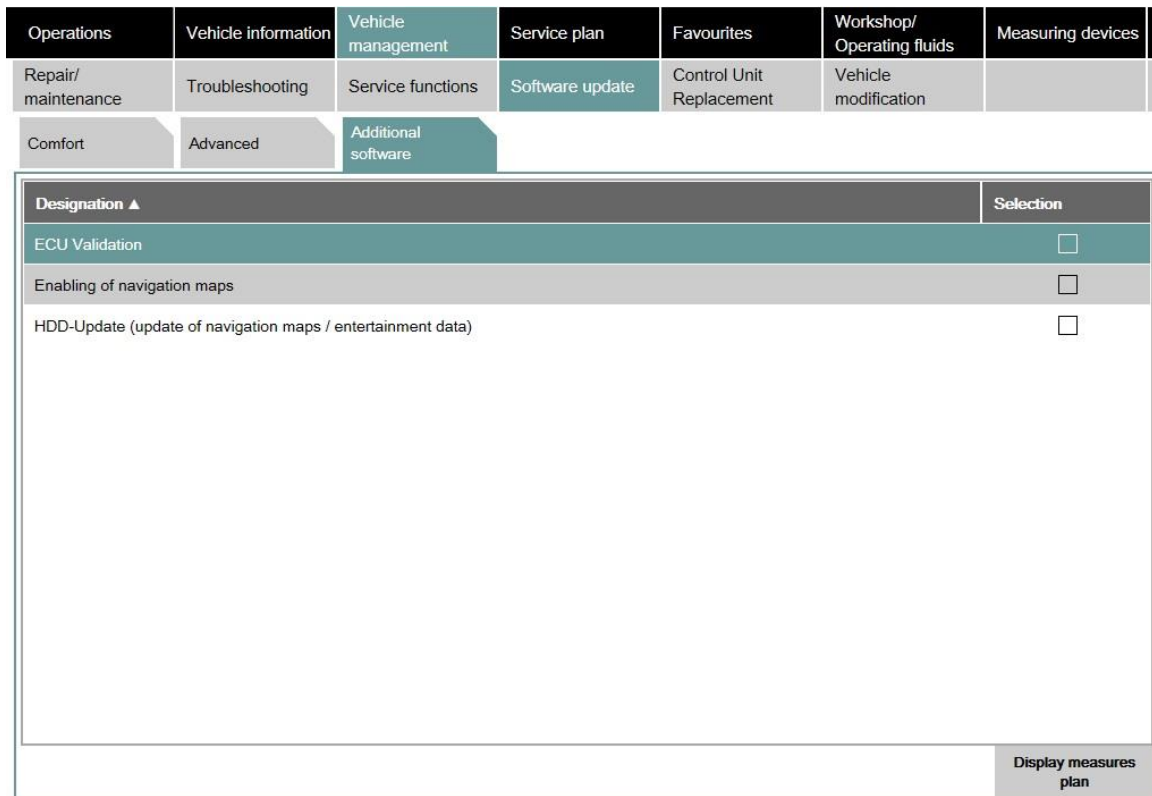 Operations
Vehicle information
Vehicle
management
Service plan
Favourites
Workshop/
Operating fluids
Measuring devices
Repair/
maintenance
Troubleshooting
Service functions
Software update
Control Unit
Replacement
Vehicle
modification
Comfort
Advanced
Additional
software
Designation ▲
Selection
ECU Validation
Enabling of navigation maps
HDD-Update (update of navigation maps / entertainment data)
Display measures
plan